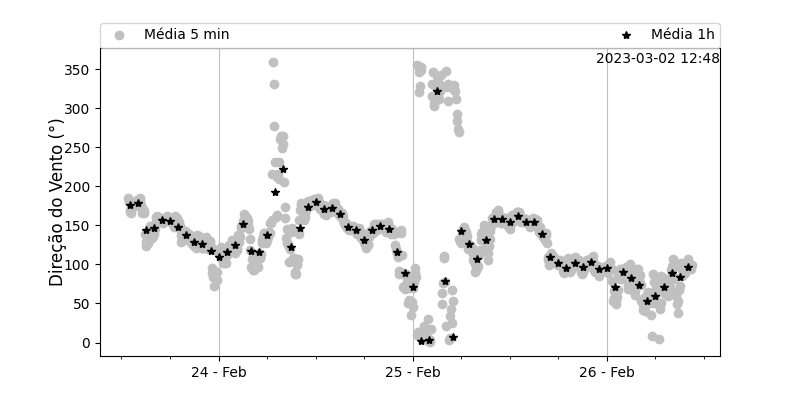 Média 5 min
Média 1h
2023-03-02 12:48
Direção do Vento (°)
350
300
250
200
150
100
50
0
24 - Feb
25 - Feb
26 - Feb